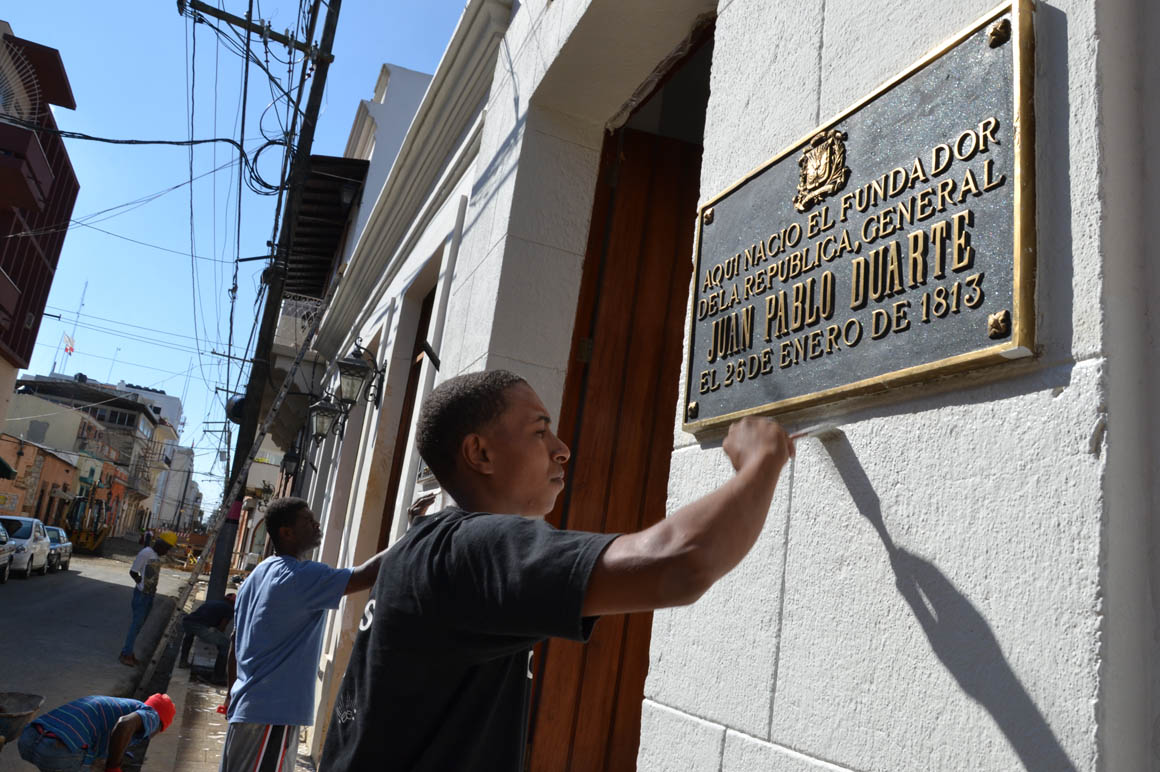 AQUI NACIO EL FUNDADOR
DE LA REPUBLICA, GENERAL
JUAN PABLO DUARTE
EL 26 DE ENERO DE 1813